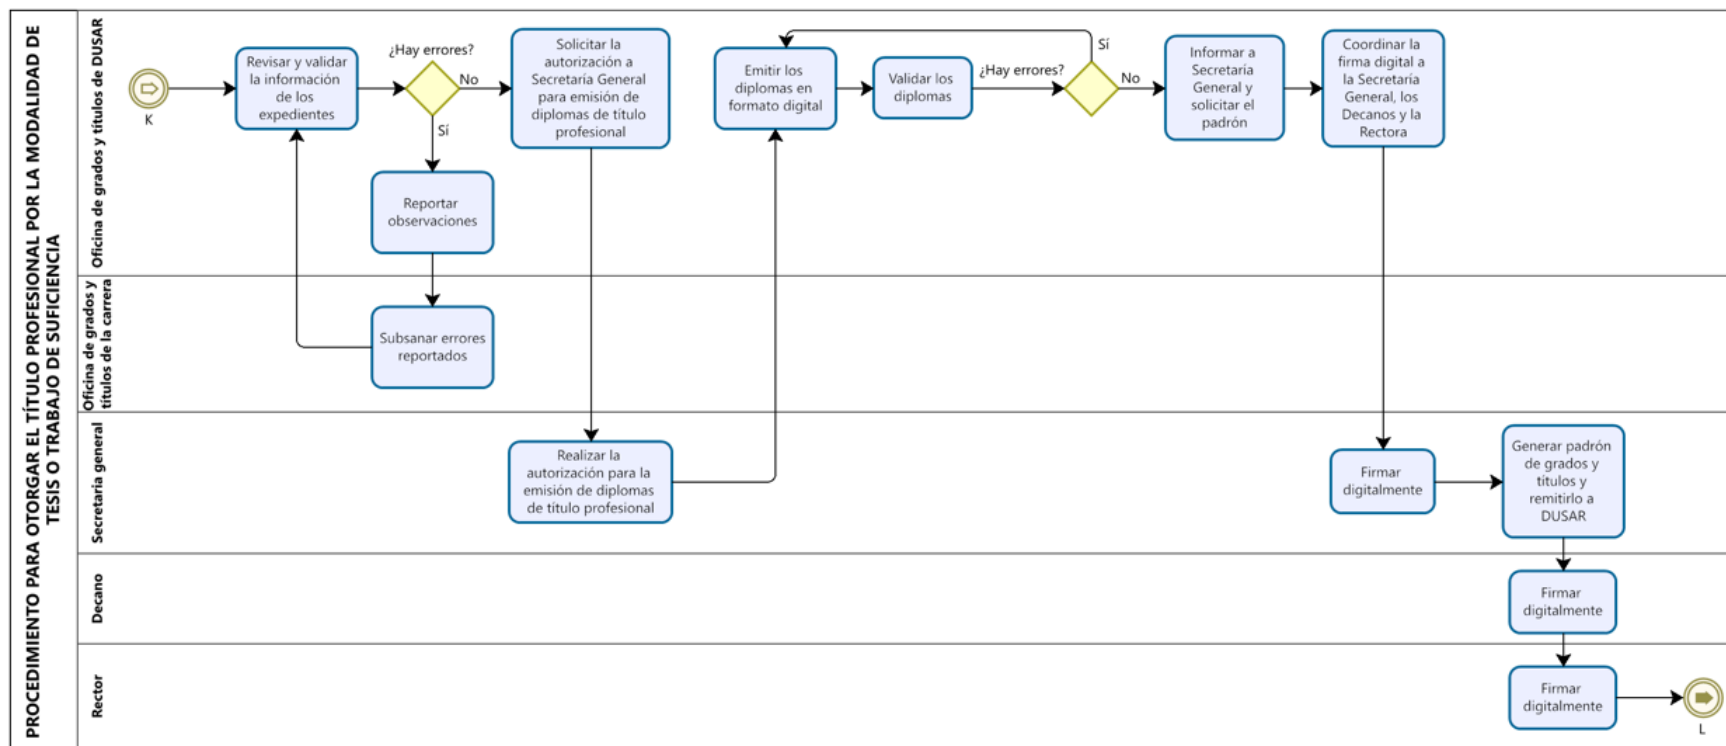 PROCEDIMIENTO PARA OTORGAR EL TÍTULO PROFESIONAL POR LA MODALIDAD DE
TESIS O TRABAJO DE SUFICIENCIA
Oficina de grados y títulos de DUSAR
K
Revisar y validar
la información
de los
expedientes
¿Hay errores?
No
Sí
Solicitar la
autorización a
Secretaría General
para emisión de
diplomas de título
profesional
Reportar
observaciones
Emitir los
diplomas en
formato digital
Validar los
diplomas
¿Hay errores?
Sí
No
Informar a
Secretaría
General y
solicitar el
padrón
Coordinar la
firma digital a
la Secretaría
General, los
Decanos y la
Rectora
Oficina de grados y
títulos de la carrera
Subsanar errores
reportados
Secretaría general
Realizar la
autorización para la
emisión de diplomas
de título profesional
Firmar
digitalmente
Generar padrón
de grados y
títulos y
remitirlo a
DUSAR
Decano
Firmar
digitalmente
Rector
Firmar
digitalmente
L